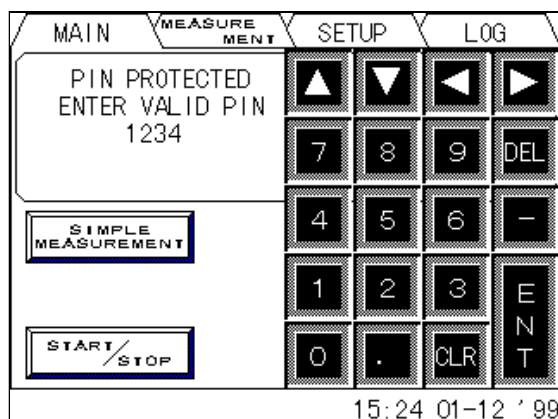 MAIN
MEASURE
MENT
SETUP
LOG
PIN PROTECTED
ENTER VALID PIN
1234
7 8 9 DEL
4 5 6 -
1 2 3 ENT
0 . CLR
SIMPLE
MEASUREMENT
START/STOP
15:24 01-12 '99